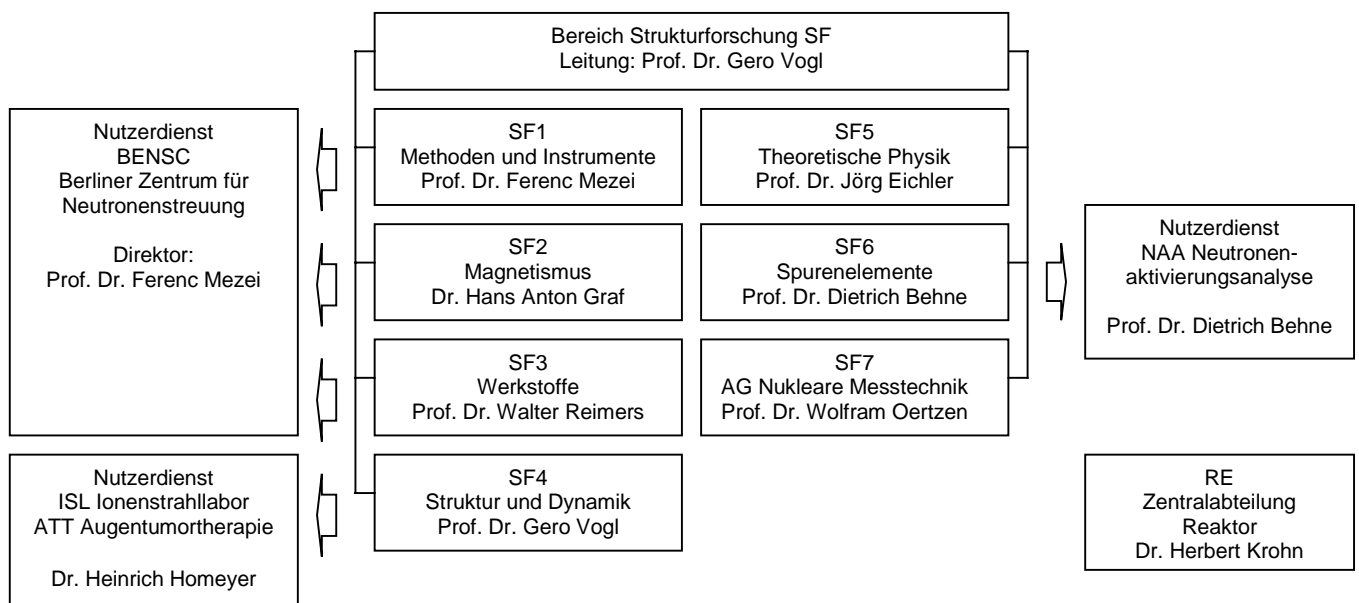 Bereich Strukturforschung SF
Leitung: Prof. Dr. Gero Vogl
Nutzerdienst
BENSC
Berliner Zentrum für
Neutronenstreuung
Direktor:
Prof. Dr. Ferenc Mezei
SF1
Methoden und Instrumente
Prof. Dr. Ferenc Mezei
SF5
Theoretische Physik
Prof. Dr. Jörg Eichler
SF2
Magnetismus
Dr. Hans Anton Graf
SF6
Spurenelemente
Prof. Dr. Dietrich Behne
Nutzerdienst
NAA Neutronen-
aktivierungsanalyse
Prof. Dr. Dietrich Behne
SF3
Werkstoffe
Prof. Dr. Walter Reimers
SF7
AG Nukleare Messtechnik
Prof. Dr. Wolfram Oertzen
Nutzerdienst
ISL Ionenstrahllabor
ATT Augentumortherapie
Dr. Heinrich Homeyer
SF4
Struktur und Dynamik
Prof. Dr. Gero Vogl
RE
Zentralabteilung
Reaktor
Dr. Herbert Krohn